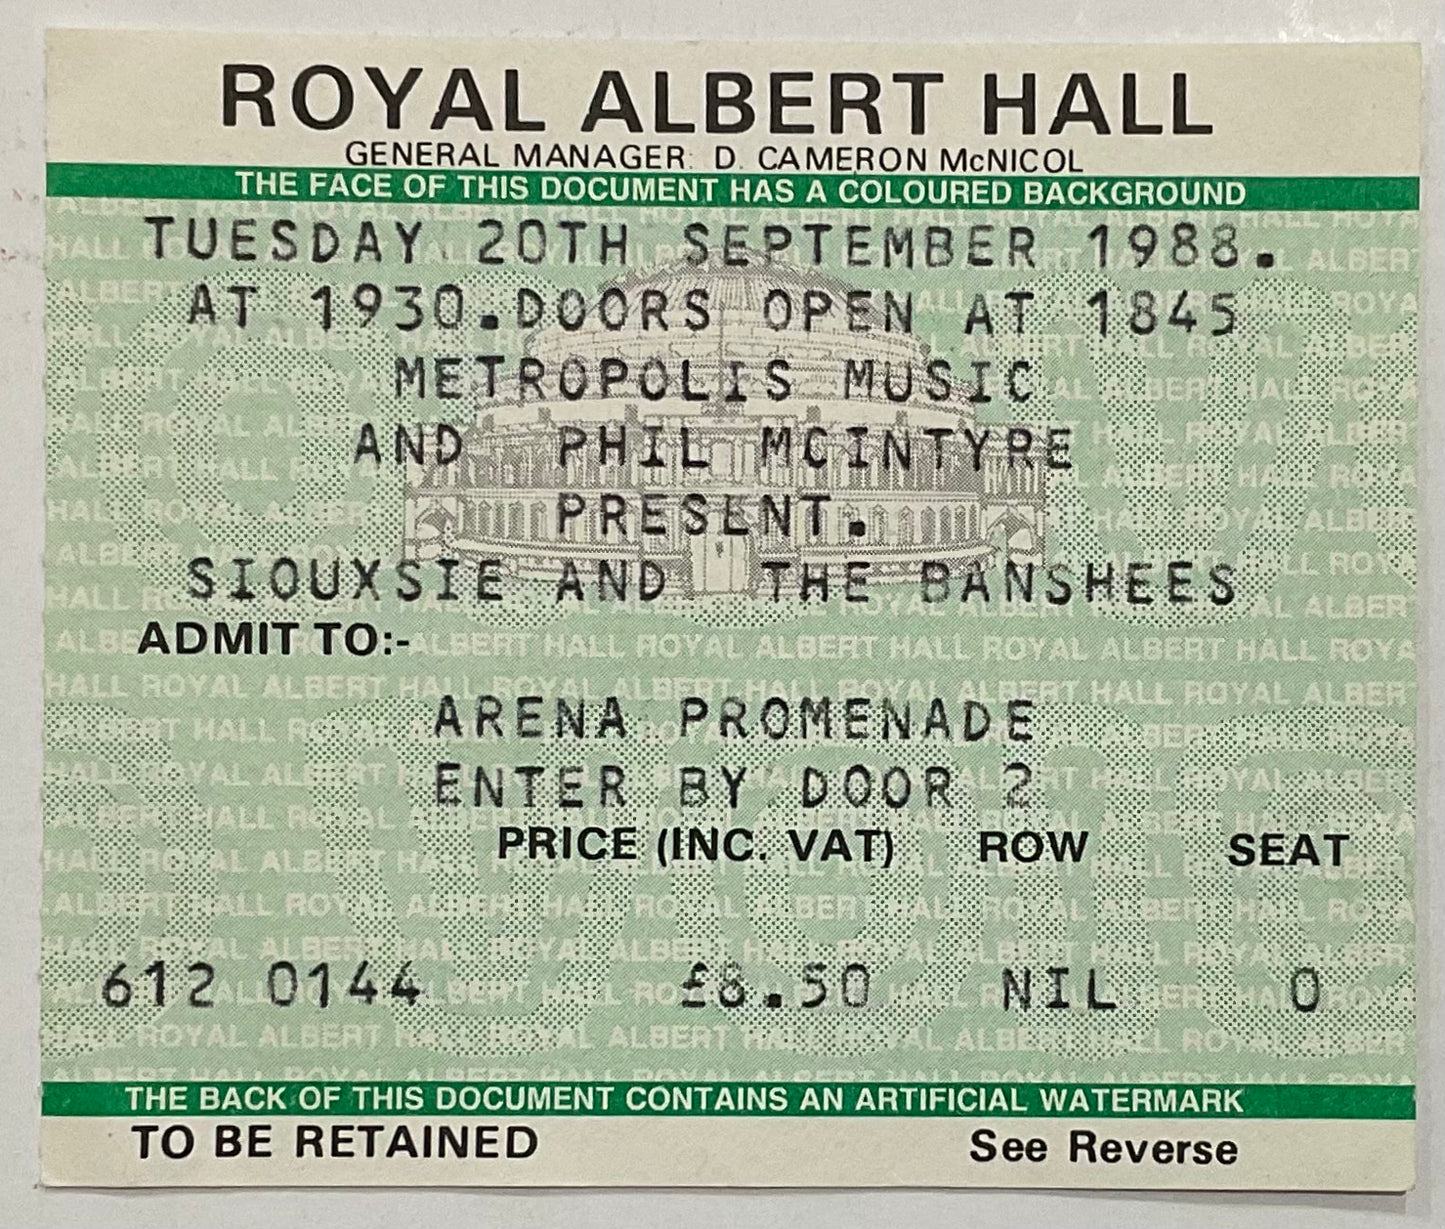 ROYAL ALBERT HALL
GENERAL MANAGER: D. CAMERON McNICOL
THE FACE OF THIS DOCUMENT HAS A COLOURED BACKGROUND
TUESDAY 20TH SEPTEMBER 1988.
AT 1930.DOORS OPEN AT 1845
METROPOLIS MUSIC
AND PHIL MCINTYRE
PRESENT.
SIOUXSIE AND THE BANSHEES
ADMIT TO:-
ARENA PROMENADE
ENTER BY DOOR 2
PRICE (INC. VAT) ROW SEAT
612 0144 £8.50 NIL 0
THE BACK OF THIS DOCUMENT CONTAINS AN ARTIFICIAL WATERMARK
TO BE RETAINED See Reverse